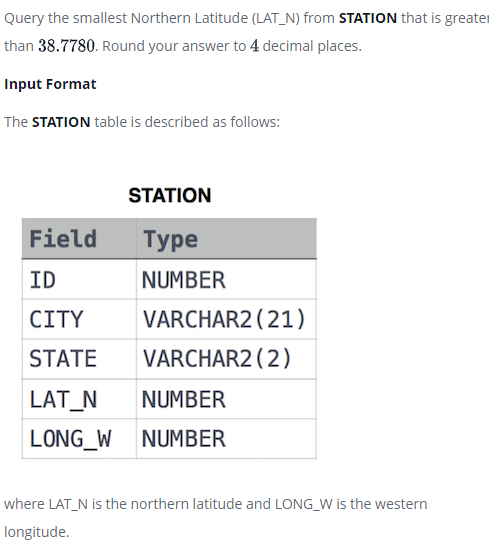 Query the smallest Northern Latitude (LAT_N) from STATION that is greater
than 38.7780. Round your answer to 4 decimal places.
Input Format
The STATION table is described as follows:
STATION
Field Type
ID NUMBER
CITY VARCHAR2(21)
STATE VARCHAR2(2)
LAT_N NUMBER
LONG_W NUMBER
where LAT_N is the northern latitude and LONG_W is the western
longitude.